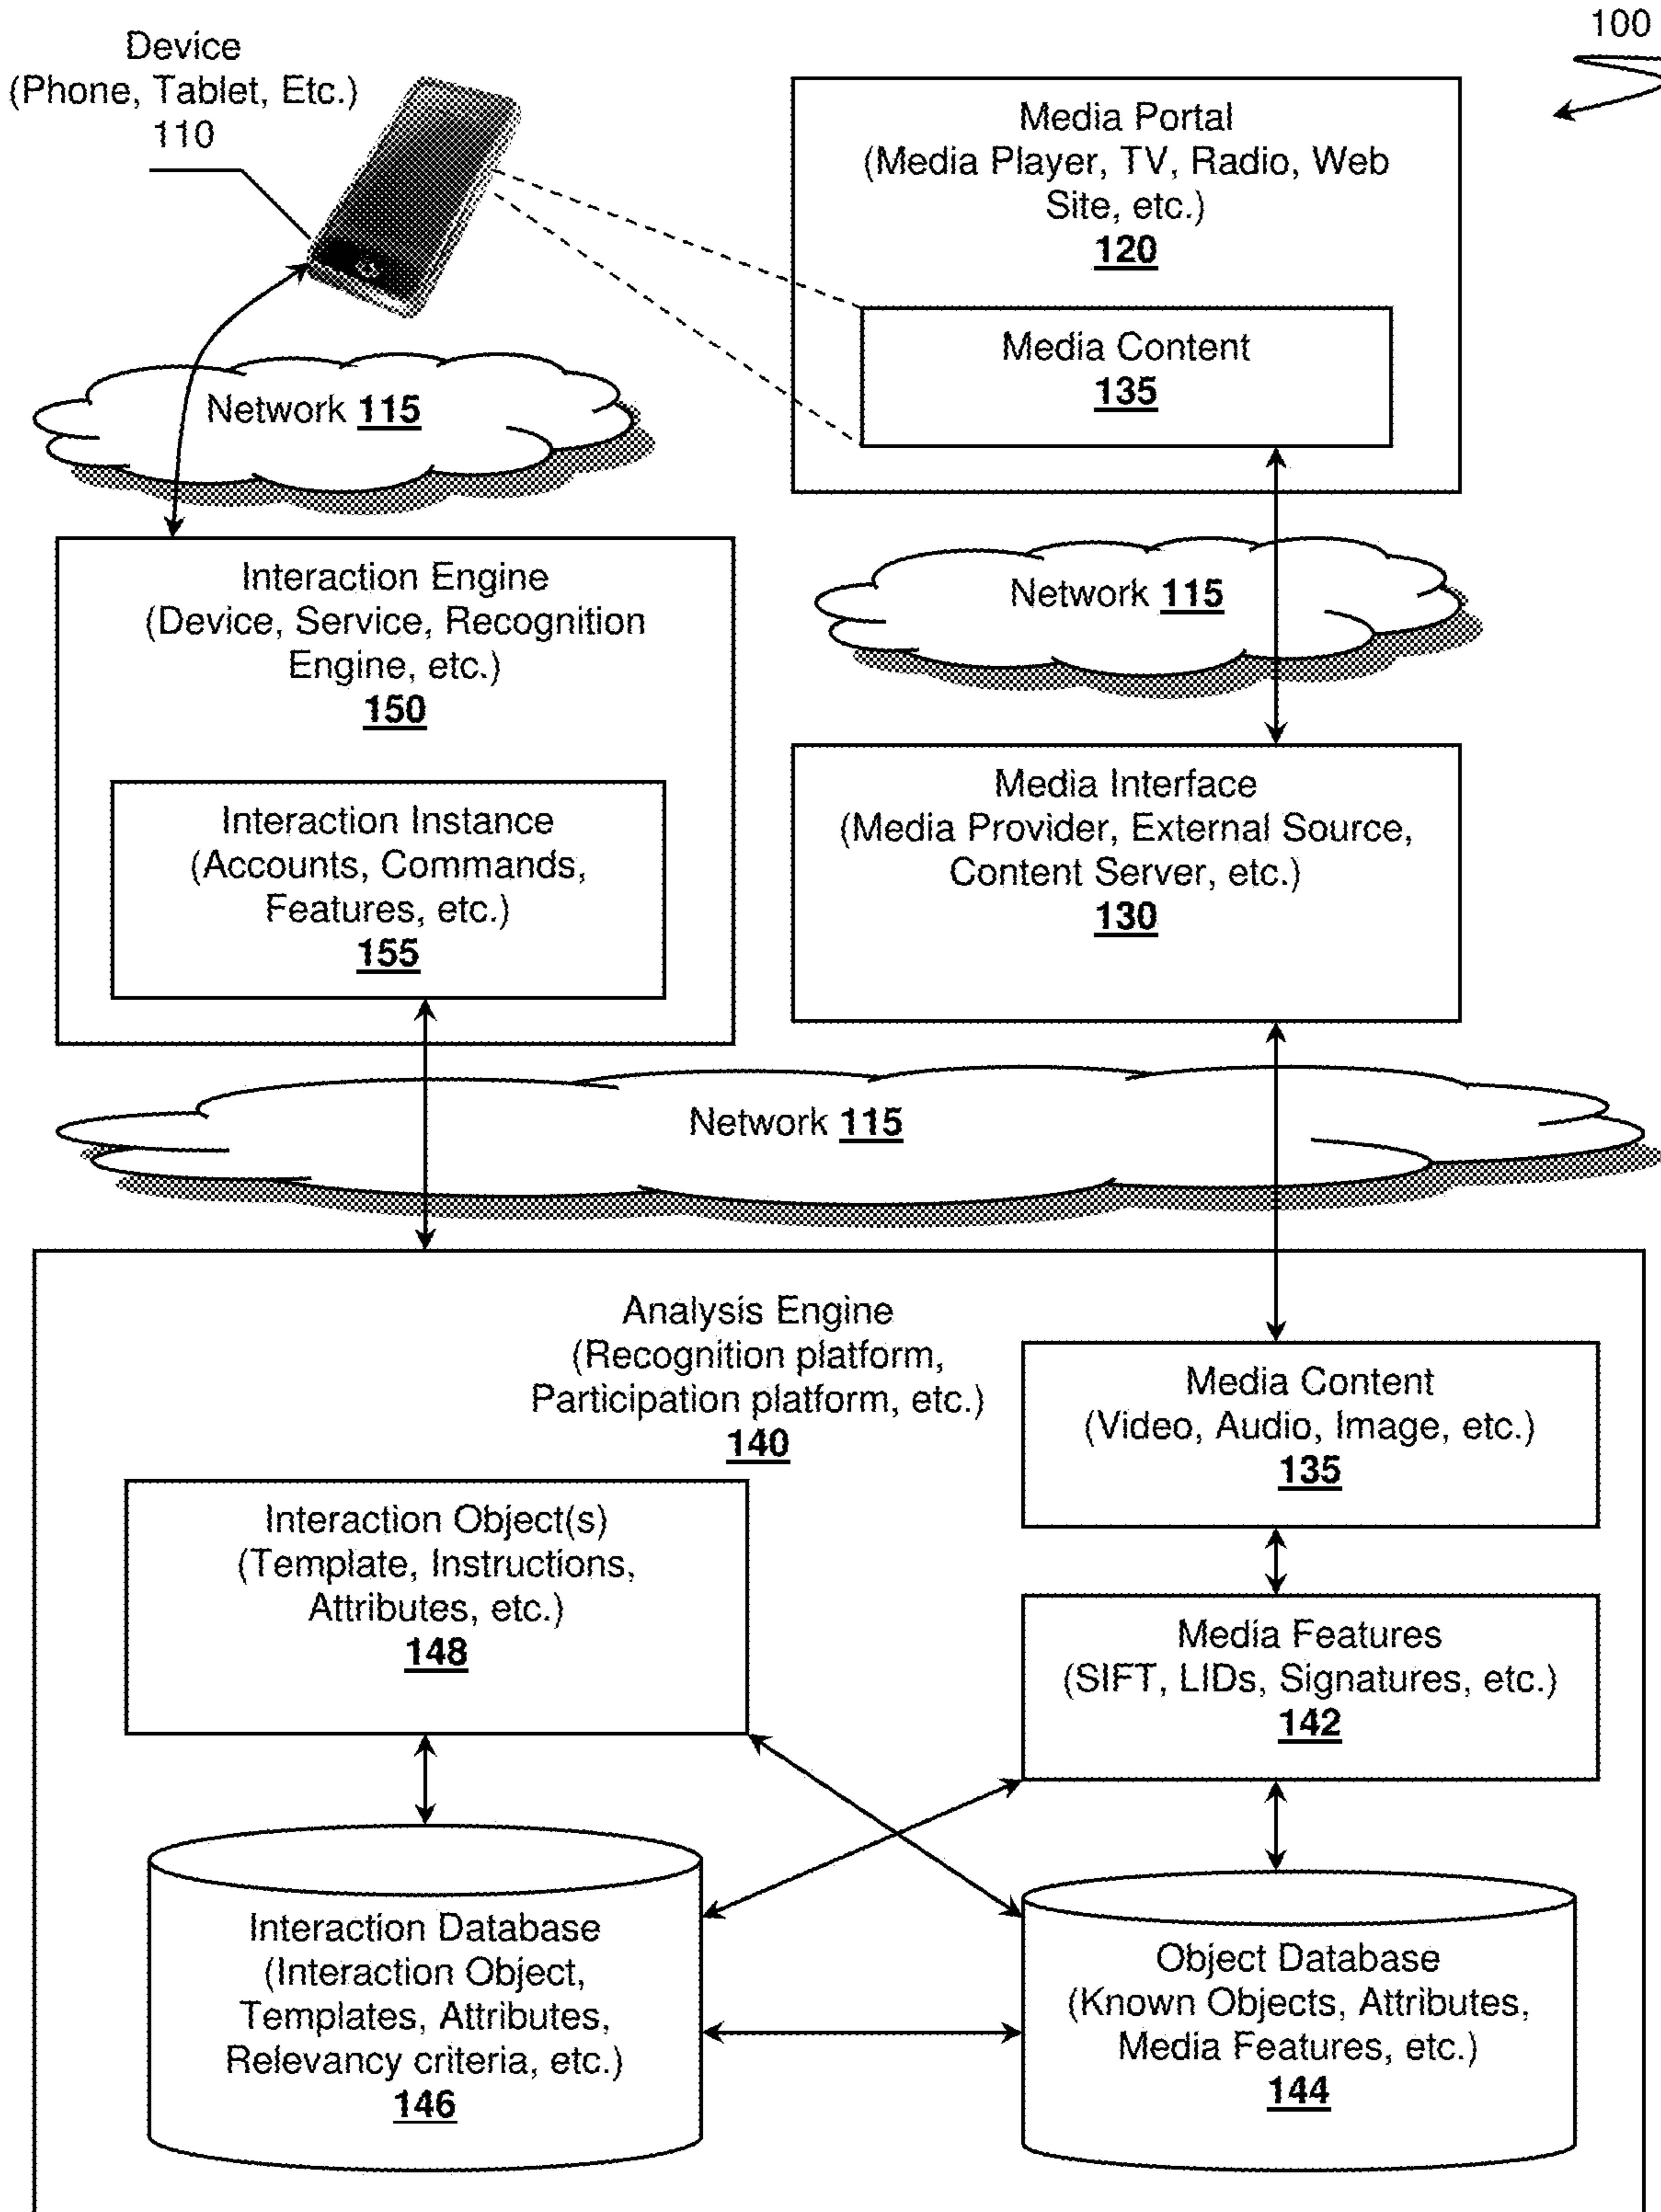 100
Device
(Phone, Tablet, Etc.)
110
Media Portal
(Media Player, TV, Radio, Web
Site, etc.)
120
Media Content
135
Network 115
Interaction Engine
(Device, Service, Recognition
Engine, etc.)
150
Interaction Instance
(Accounts, Commands,
Features, etc.)
155
Network 115
Media Interface
(Media Provider, External Source,
Content Server, etc.)
130
Network 115
Analysis Engine
(Recognition platform,
Participation platform, etc.)
140
Media Content
(Video, Audio, Image, etc.)
135
Interaction Object(s)
(Template, Instructions,
Attributes, etc.)
148
Media Features
(SIFT, LIDs, Signatures, etc.)
142
Interaction Database
(Interaction Object,
Templates, Attributes,
Relevancy criteria, etc.)
146
Object Database
(Known Objects, Attributes,
Media Features, etc.)
144